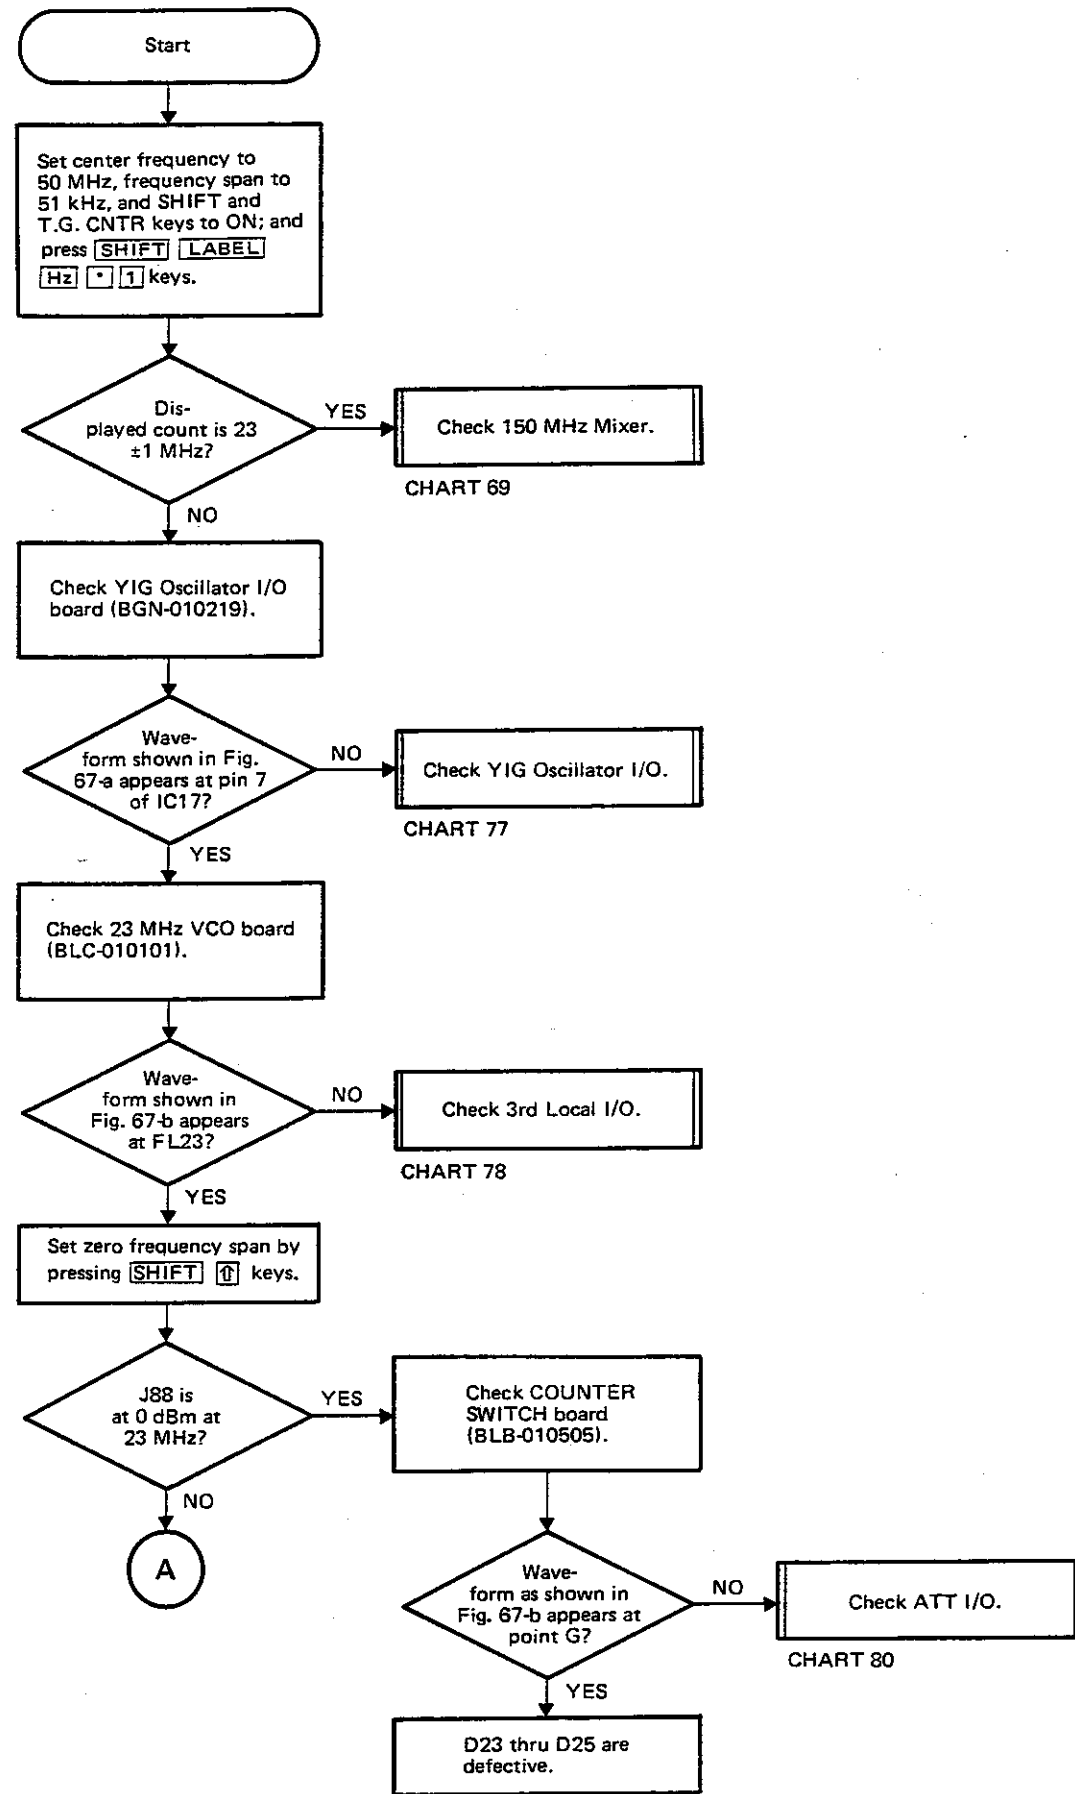 Start
Set center frequency to
50 MHz, frequency span to
51 kHz, and SHIFT and
T.G. CNTR keys to ON; and
press SHIFT LABEL
Hz · 1 keys.
Dis-
played count is 23
±1 MHz?
YES
Check 150 MHz Mixer.
CHART 69
NO
Check YIG Oscillator I/O
board (BGN-010219).
Wave-
form shown in Fig.
67-a appears at pin 7
of IC17?
NO
Check YIG Oscillator I/O.
CHART 77
YES
Check 23 MHz VCO board
(BLC-010101).
Wave-
form shown in
Fig. 67-b appears
at FL23?
NO
Check 3rd Local I/O.
CHART 78
YES
Set zero frequency span by
pressing SHIFT ⇧ keys.
J88 is
at 0 dBm at
23 MHz?
YES
Check COUNTER
SWITCH board
(BLB-010505).
NO
A
Wave-
form as shown in
Fig. 67-b appears at
point G?
NO
Check ATT I/O.
CHART 80
YES
D23 thru D25 are
defective.